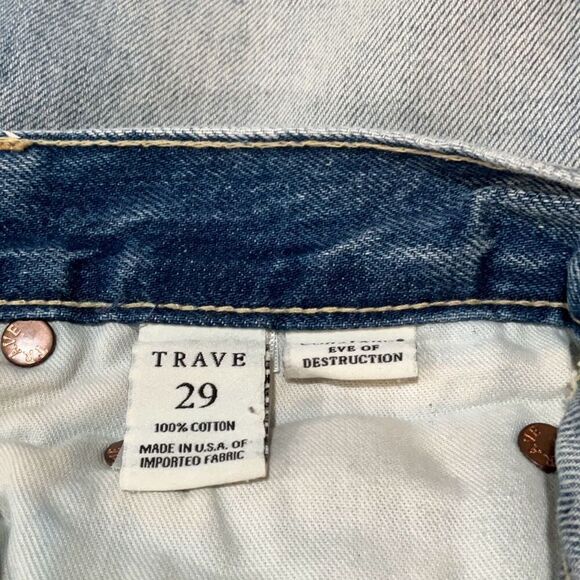 TRAVE
29
100% COTTON
MADE IN U.S.A. OF
IMPORTED FABRIC
EVE OF
DESTRUCTION